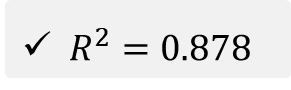 ✓ R² = 0.878